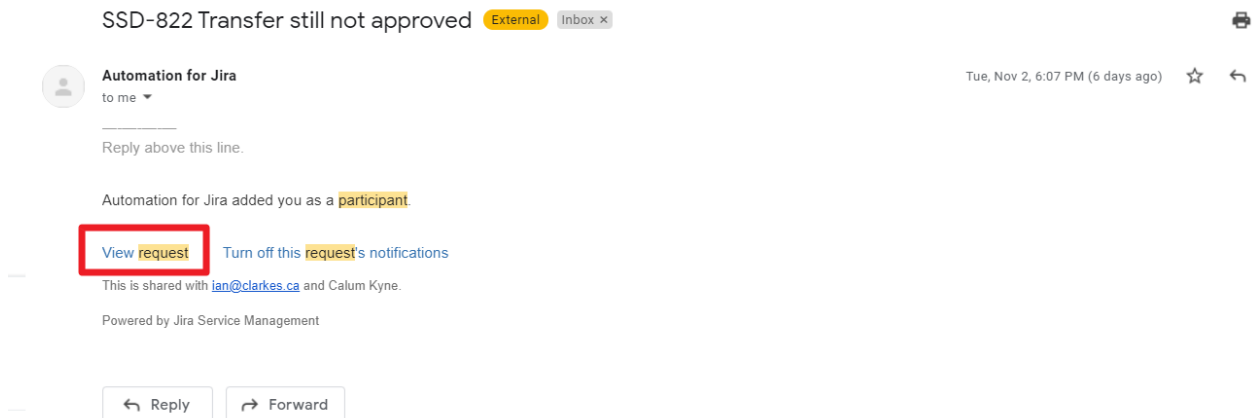 SSD-822 Transfer still not approved External Inbox ×
Automation for Jira Tue, Nov 2, 6:07 PM (6 days ago)
to me
Reply above this line.
Automation for Jira added you as a participant.
View request Turn off this request's notifications
This is shared with ian@clarkes.ca and Calum Kyne.
Powered by Jira Service Management
Reply Forward